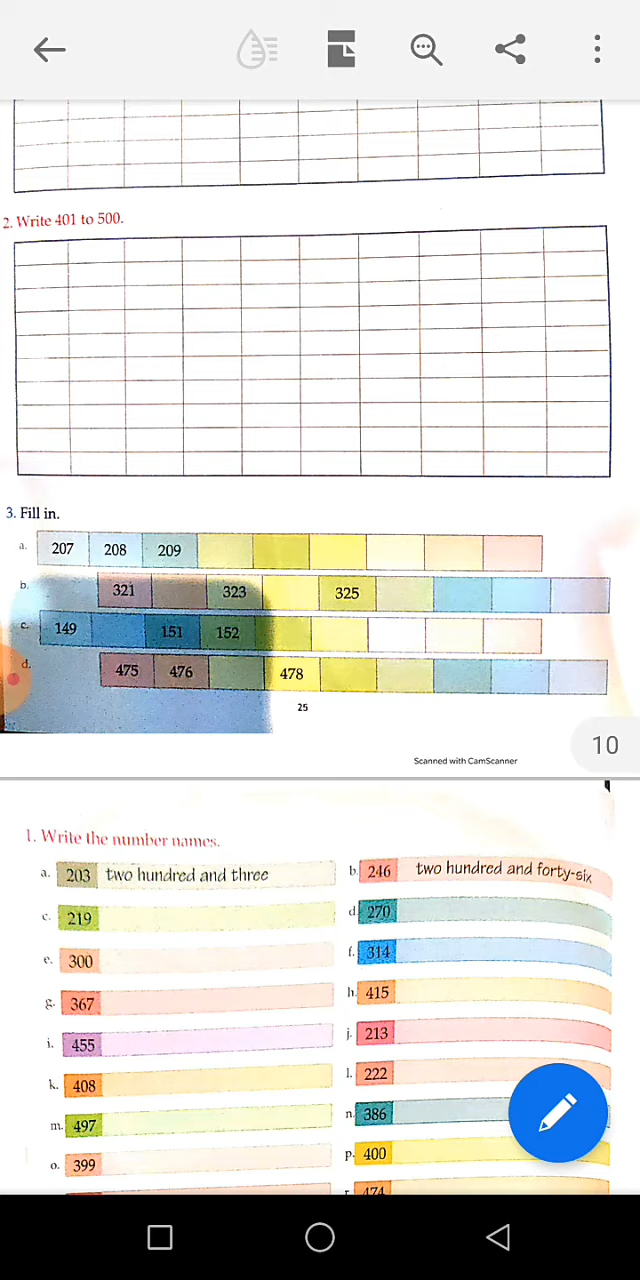 2. Write 401 to 500.
3. Fill in.
a. 207 208 209
b. 321 323 325
c. 149 151 152
d. 475 476 478
25
10
Scanned with CamScanner
1. Write the number names.
a. 203 two hundred and three b. 246 two hundred and forty-six
c. 219 d. 270
e. 300 f. 314
g. 367 h. 415
i. 455 j. 213
k. 408 l. 222
m. 497 n. 386
o. 399 p. 400
r. 474